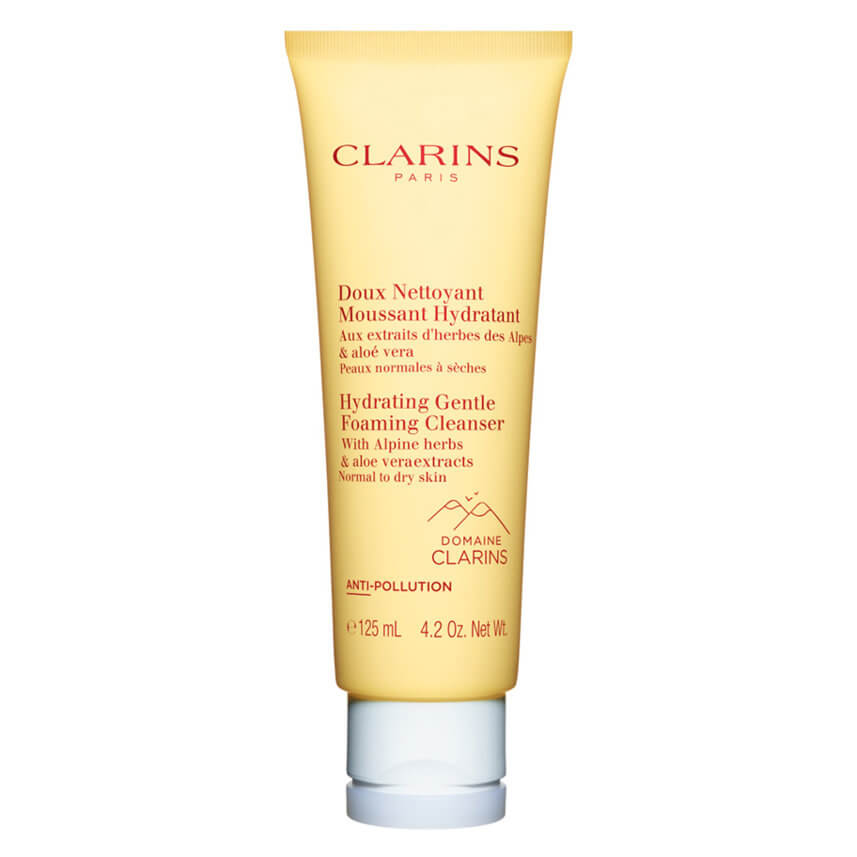 CLARINS
PARIS
Doux Nettoyant
Moussant Hydratant
Aux extraits d'herbes des Alpes
& aloé vera
Peaux normales à sèches
Hydrating Gentle
Foaming Cleanser
With Alpine herbs
& aloe veraextracts
Normal to dry skin
DOMAINE
CLARINS
ANTI-POLLUTION
℮125 mL 4.2 Oz. Net Wt.